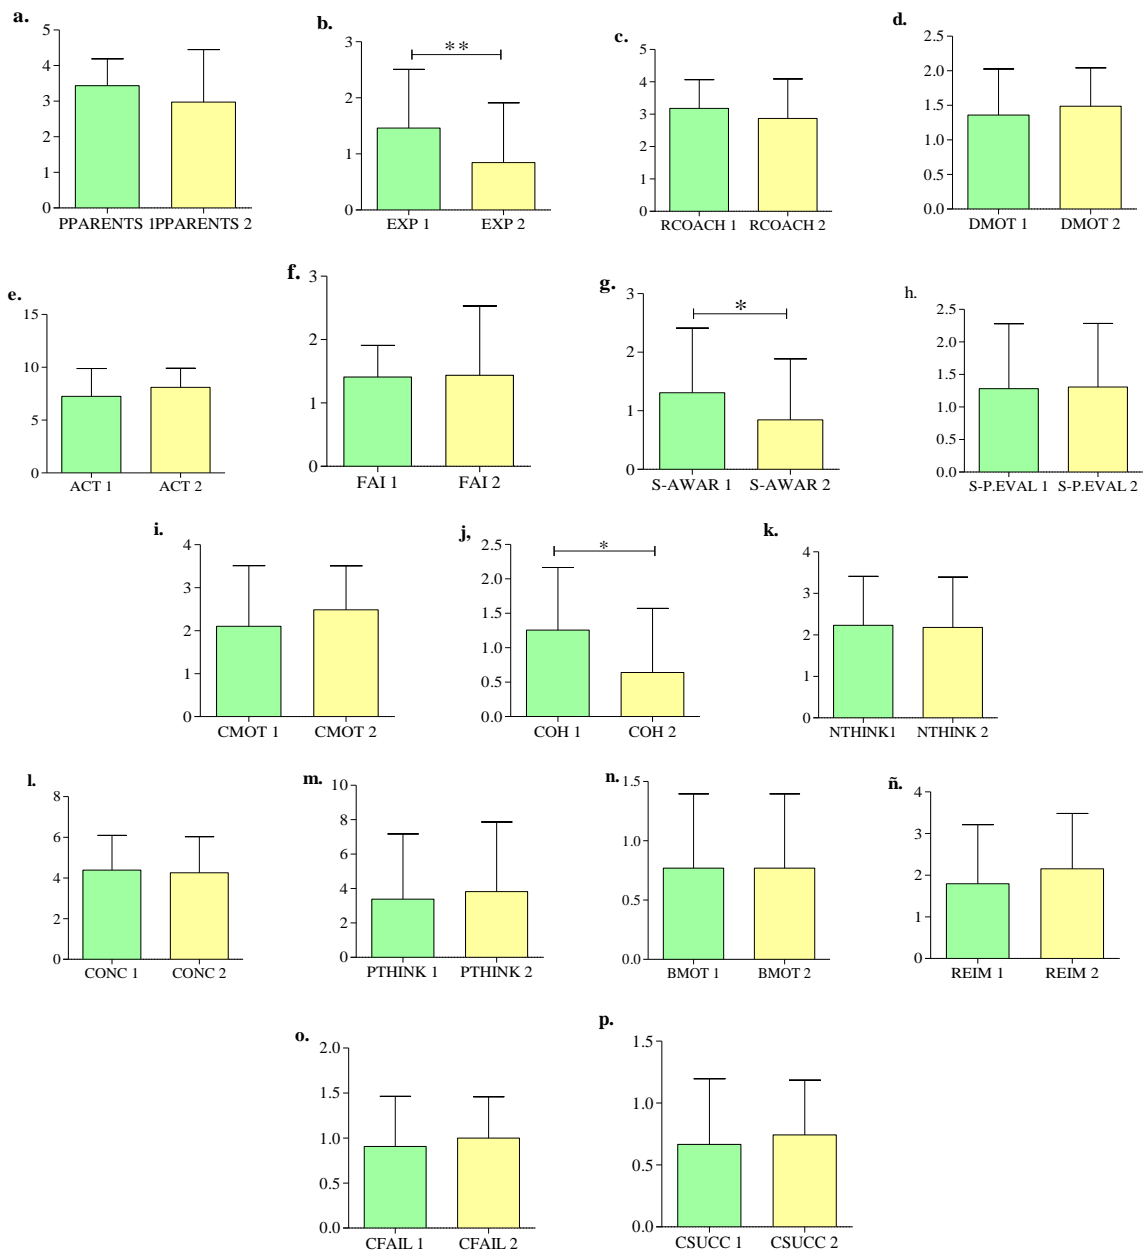 a.
5
4
3
2
1
0
PPARENTS 1PPARENTS 2
b.
3
2
1
0
**
EXP 1 EXP 2
c.
5
4
3
2
1
0
RCOACH 1 RCOACH 2
d.
2.5
2.0
1.5
1.0
0.5
0.0
DMOT 1 DMOT 2
e.
15
10
5
0
ACT 1 ACT 2
f.
3
2
1
0
FAI 1 FAI 2
g.
3
2
1
0
*
S-AWAR 1 S-AWAR 2
h.
2.5
2.0
1.5
1.0
0.5
0.0
S-P.EVAL 1 S-P.EVAL 2
i.
4
3
2
1
0
CMOT 1 CMOT 2
j,
2.5
2.0
1.5
1.0
0.5
0.0
*
COH 1 COH 2
k.
4
3
2
1
0
NTHINK1 NTHINK 2
l.
8
6
4
2
0
CONC 1 CONC 2
m.
10
8
6
4
2
0
PTHINK 1 PTHINK 2
n.
1.5
1.0
0.5
0.0
BMOT 1 BMOT 2
ñ.
4
3
2
1
0
REIM 1 REIM 2
o.
2.0
1.5
1.0
0.5
0.0
CFAIL 1 CFAIL 2
p.
1.5
1.0
0.5
0.0
CSUCC 1 CSUCC 2